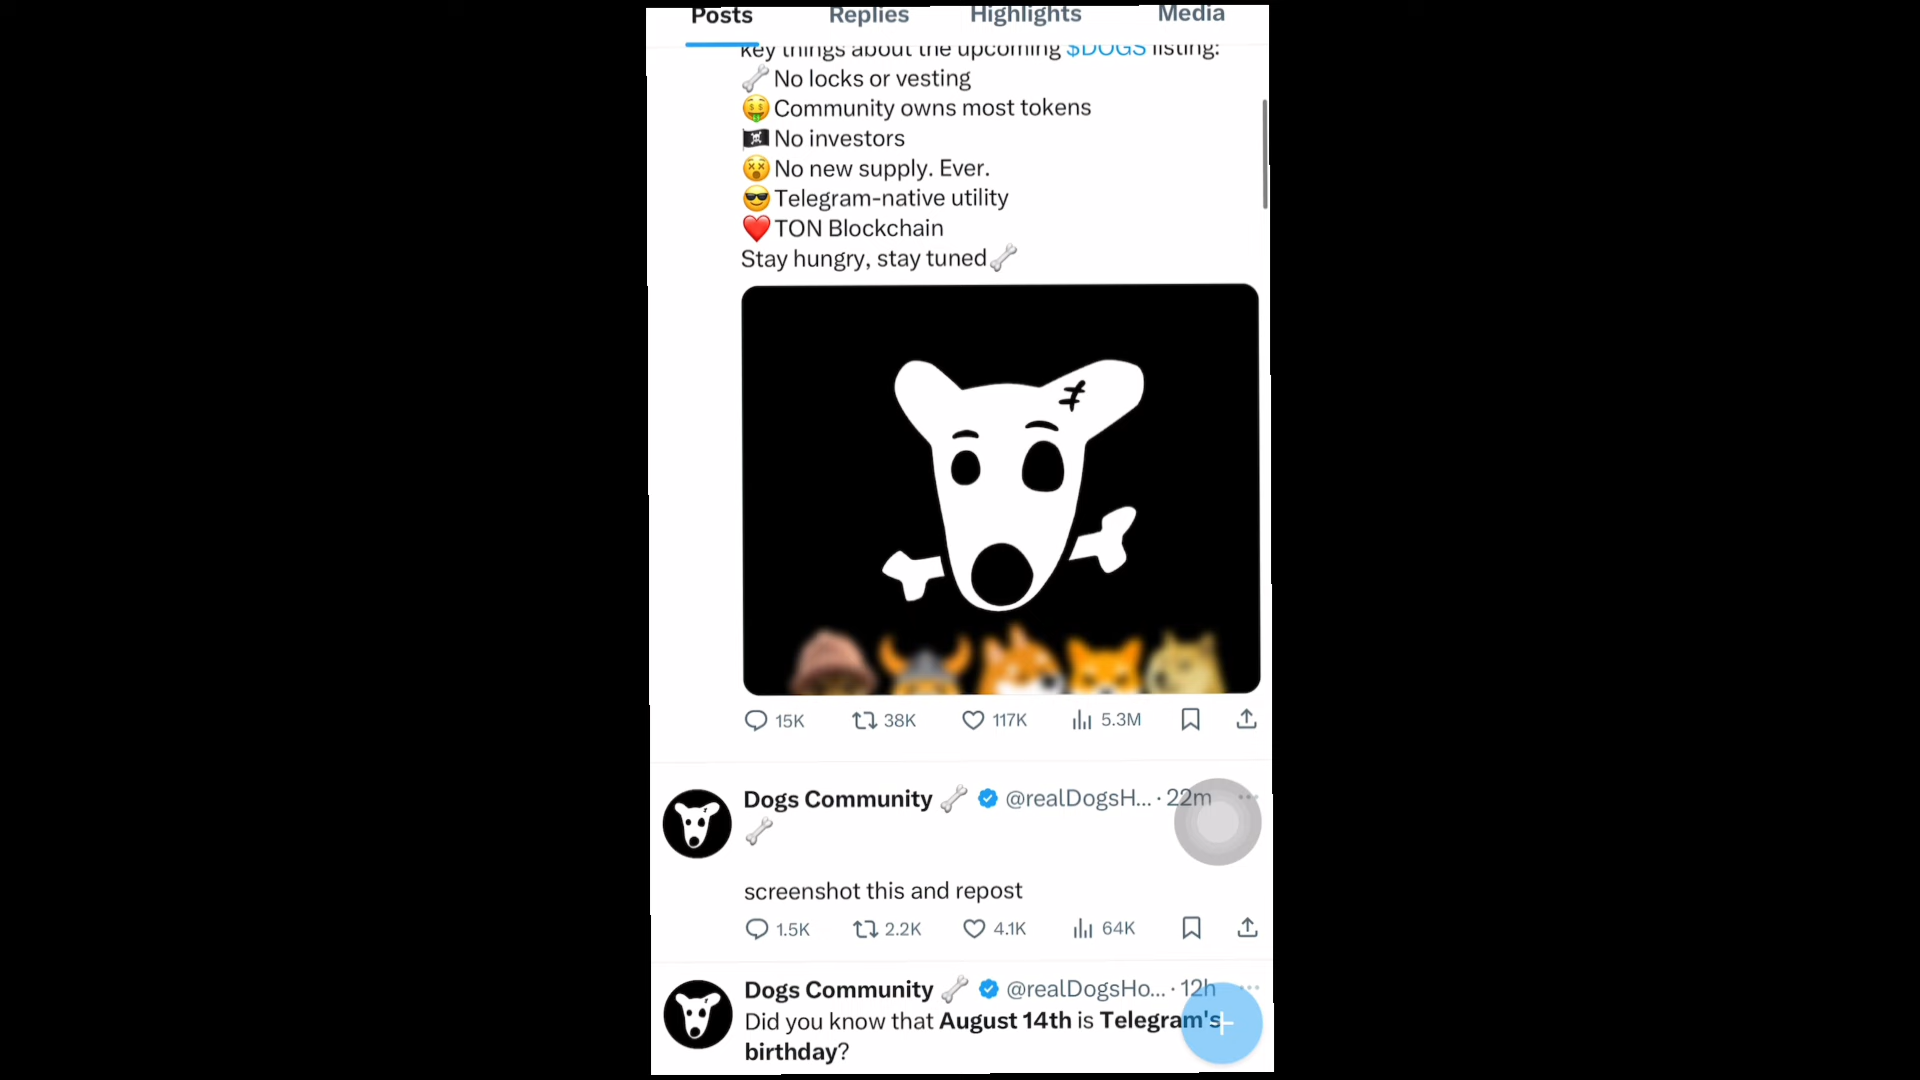 Posts Replies Highlights Media
key things about the upcoming $DOGS listing:
🦴 No locks or vesting
🤑 Community owns most tokens
🏴‍☠️ No investors
😵 No new supply. Ever.
😎 Telegram-native utility
❤️ TON Blockchain
Stay hungry, stay tuned 🦴
15K 38K 117K 5.3M
Dogs Community 🦴 @realDogsH... · 22m
🦴
screenshot this and repost
1.5K 2.2K 4.1K 64K
Dogs Community 🦴 @realDogsHo... · 12h
Did you know that August 14th is Telegram's
birthday?